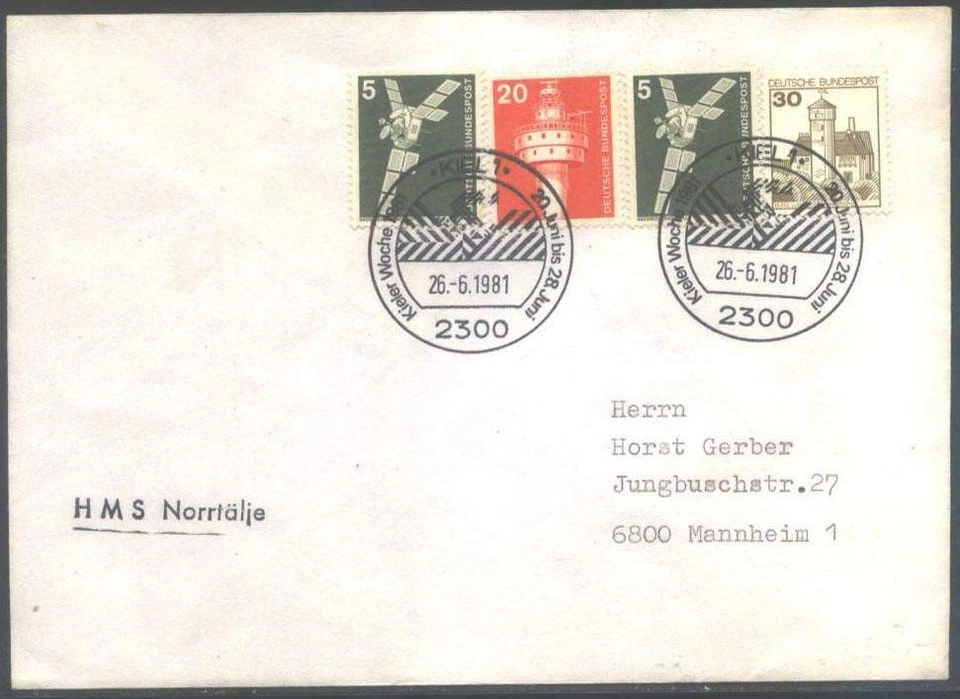 5
DEUTSCHE BUNDESPOST
20
DEUTSCHE BUNDESPOST
5
DEUTSCHE BUNDESPOST
DEUTSCHE BUNDESPOST
30
• KIEL 1 •
Kieler Woche 1981
20. Juni bis 28. Juni
26.-6.1981
2300
• KIEL 1 •
Kieler Woche 1981
20. Juni bis 28. Juni
26.-6.1981
2300
Herrn
Horst Gerber
Jungbuschstr.27
6800 Mannheim 1
HMS Norrtälje